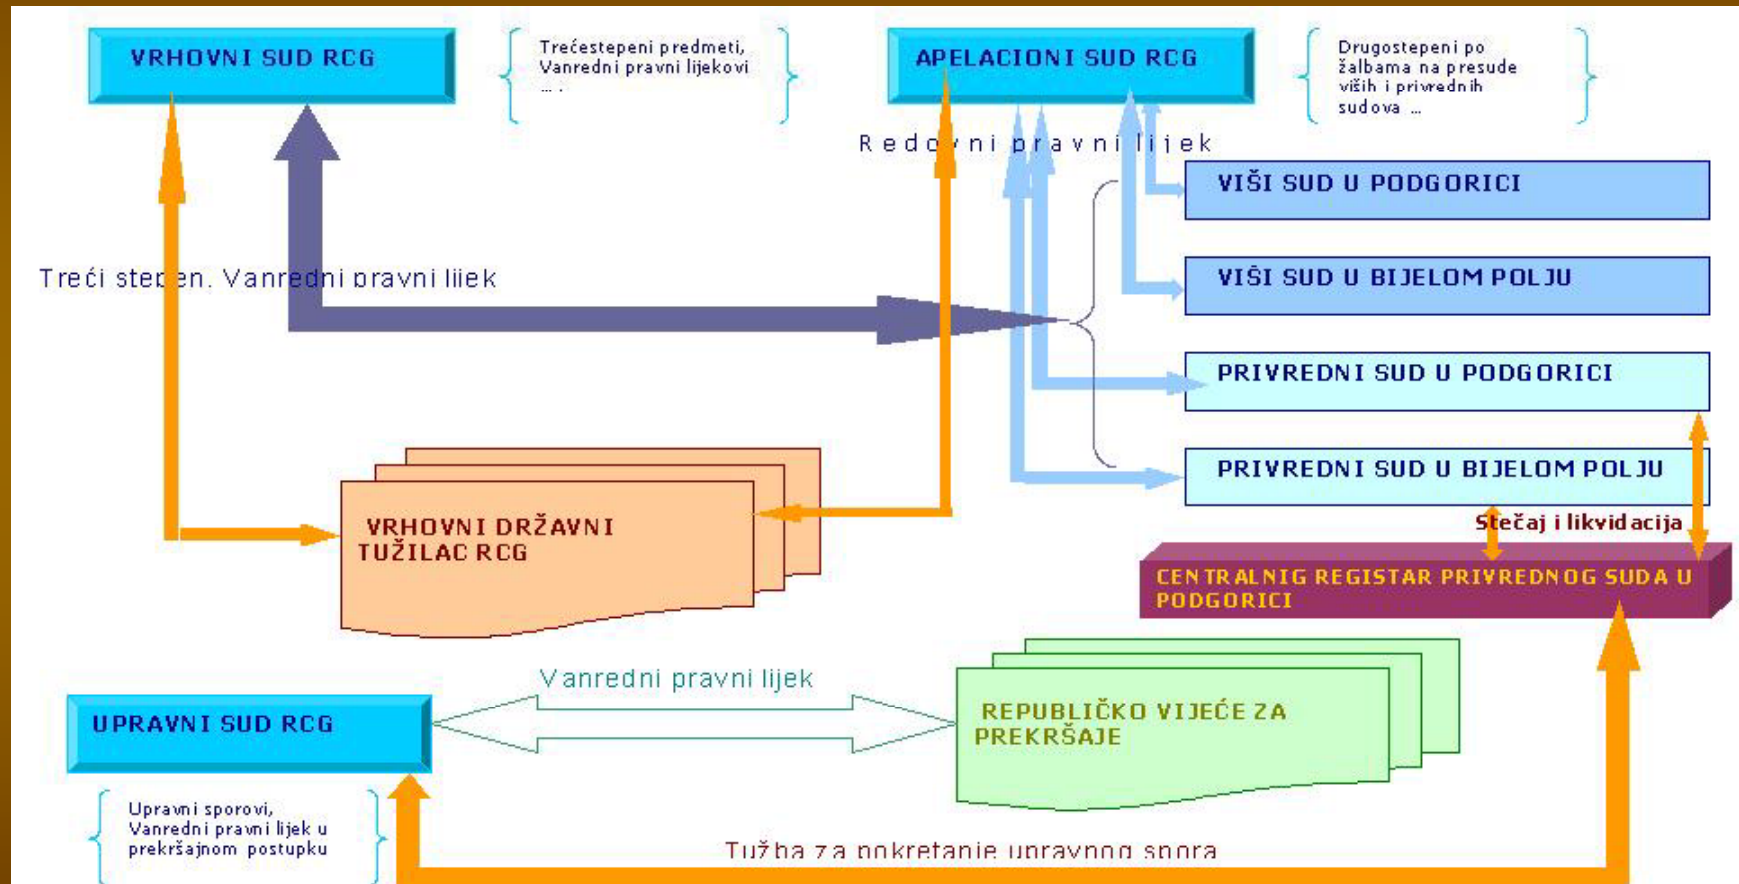 VRHOVNI SUD RCG
Trećestepeni predmeti,
Vanredni pravni lijekovi
... .
APELACIONI SUD RCG
Drugostepeni po
žalbama na presude
viših i privrednih
sudova ...
Redovni pravni lijek
VIŠI SUD U PODGORICI
Treći stepen. Vanredni pravni lijek
VIŠI SUD U BIJELOM POLJU
PRIVREDNI SUD U PODGORICI
PRIVREDNI SUD U BIJELOM POLJU
Stečaj i likvidacija
VRHOVNI DRŽAVNI
TUŽILAC RCG
CENTRALNIG REGISTAR PRIVREDNOG SUDA U
PODGORICI
Vanredni pravni lijek
UPRAVNI SUD RCG
REPUBLIČKO VIJEĆE ZA
PREKRŠAJE
Upravni sporovi,
Vanredni pravni lijek u
prekršajnom postupku
Tužba za pokretanje upravnog spora